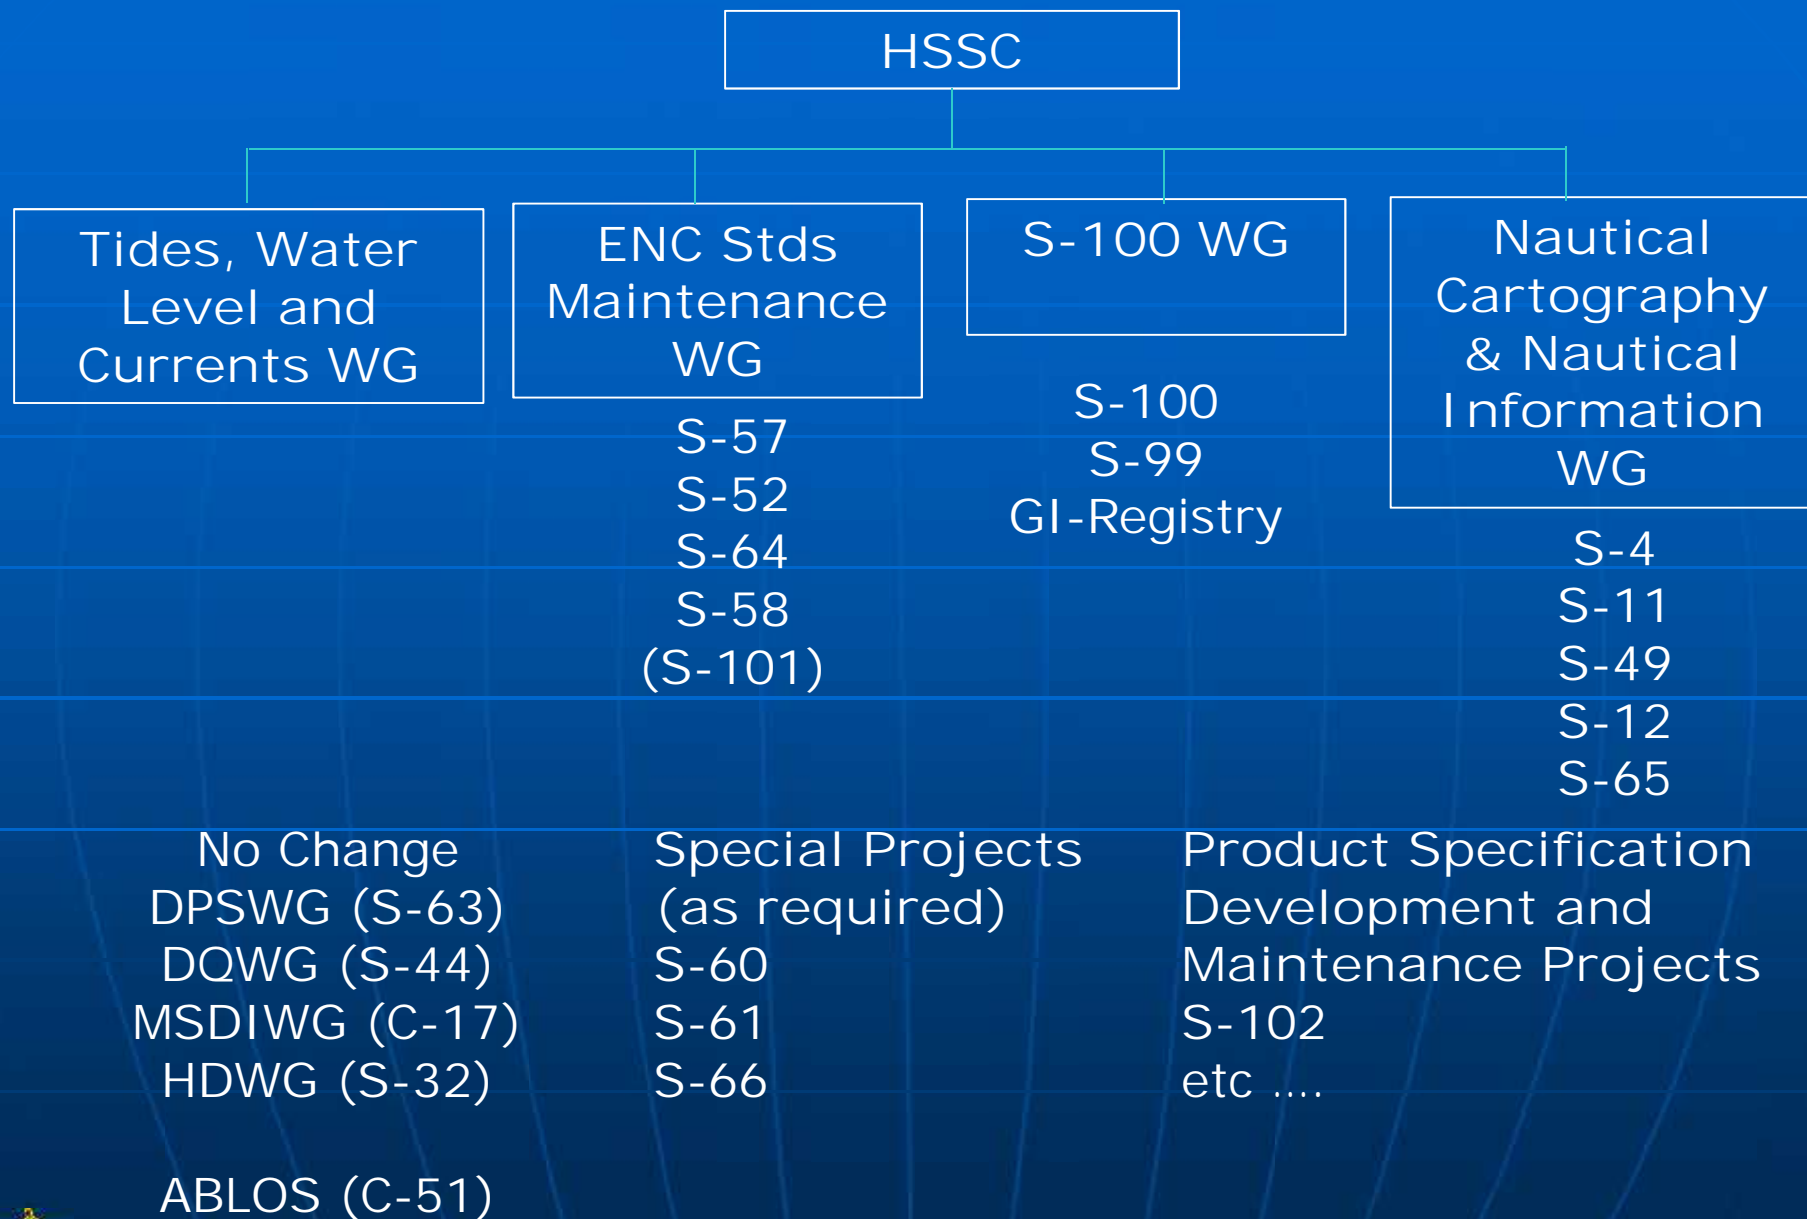 HSSC
Tides, Water
Level and
Currents WG
ENC Stds
Maintenance
WG
S-57
S-52
S-64
S-58
(S-101)
S-100 WG
S-100
S-99
GI-Registry
Nautical
Cartography
& Nautical
Information
WG
S-4
S-11
S-49
S-12
S-65
No Change
DPSWG (S-63)
DQWG (S-44)
MSDIWG (C-17)
HDWG (S-32)
ABLOS (C-51)
Special Projects
(as required)
S-60
S-61
S-66
Product Specification
Development and
Maintenance Projects
S-102
etc ....